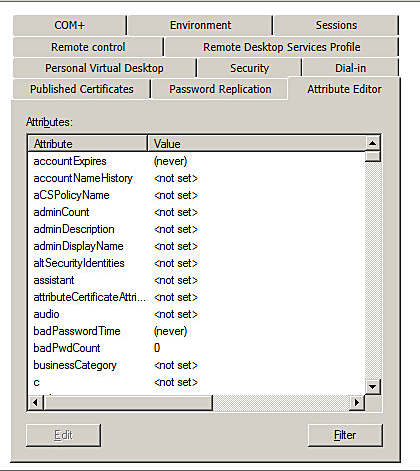 COM+ Environment Sessions
Remote control Remote Desktop Services Profile
Personal Virtual Desktop Security Dial-in
Published Certificates Password Replication Attribute Editor
Attributes:
Attribute Value
accountExpires (never)
accountNameHistory <not set>
aCSPolicyName <not set>
adminCount <not set>
adminDescription <not set>
adminDisplayName <not set>
altSecurityIdentities <not set>
assistant <not set>
attributeCertificateAttri... <not set>
audio <not set>
badPasswordTime (never)
badPwdCount 0
businessCategory <not set>
c <not set>
Edit Filter